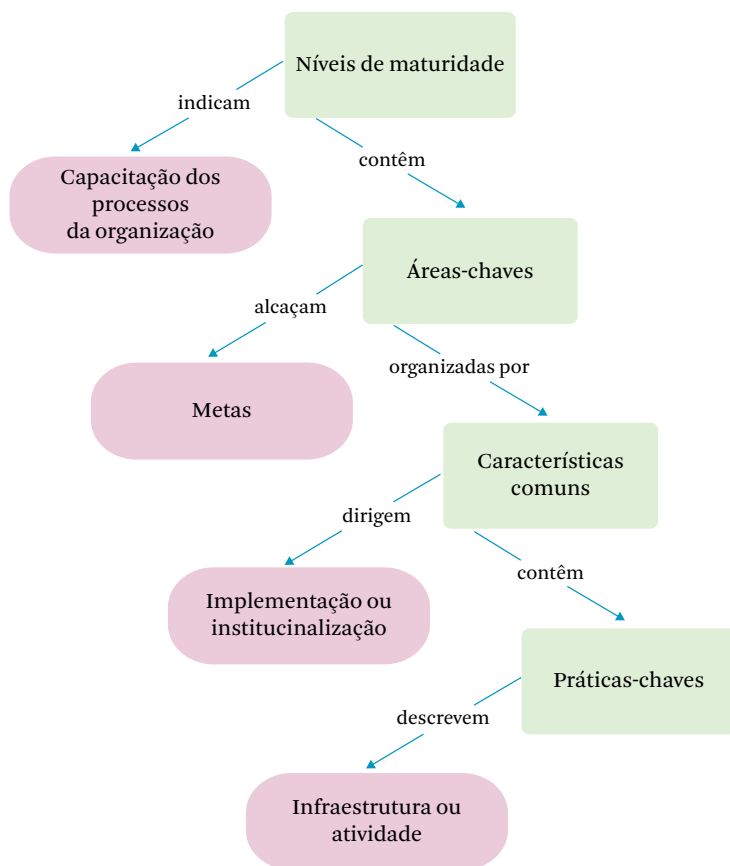 Níveis de maturidade
indicam
contêm
Capacitação dos
processos
da organização
Áreas-chaves
alcaçam
organizadas por
Metas
Características
comuns
dirigem
contêm
Implementação ou
institucinalização
Práticas-chaves
descrevem
Infraestrutura ou
atividade